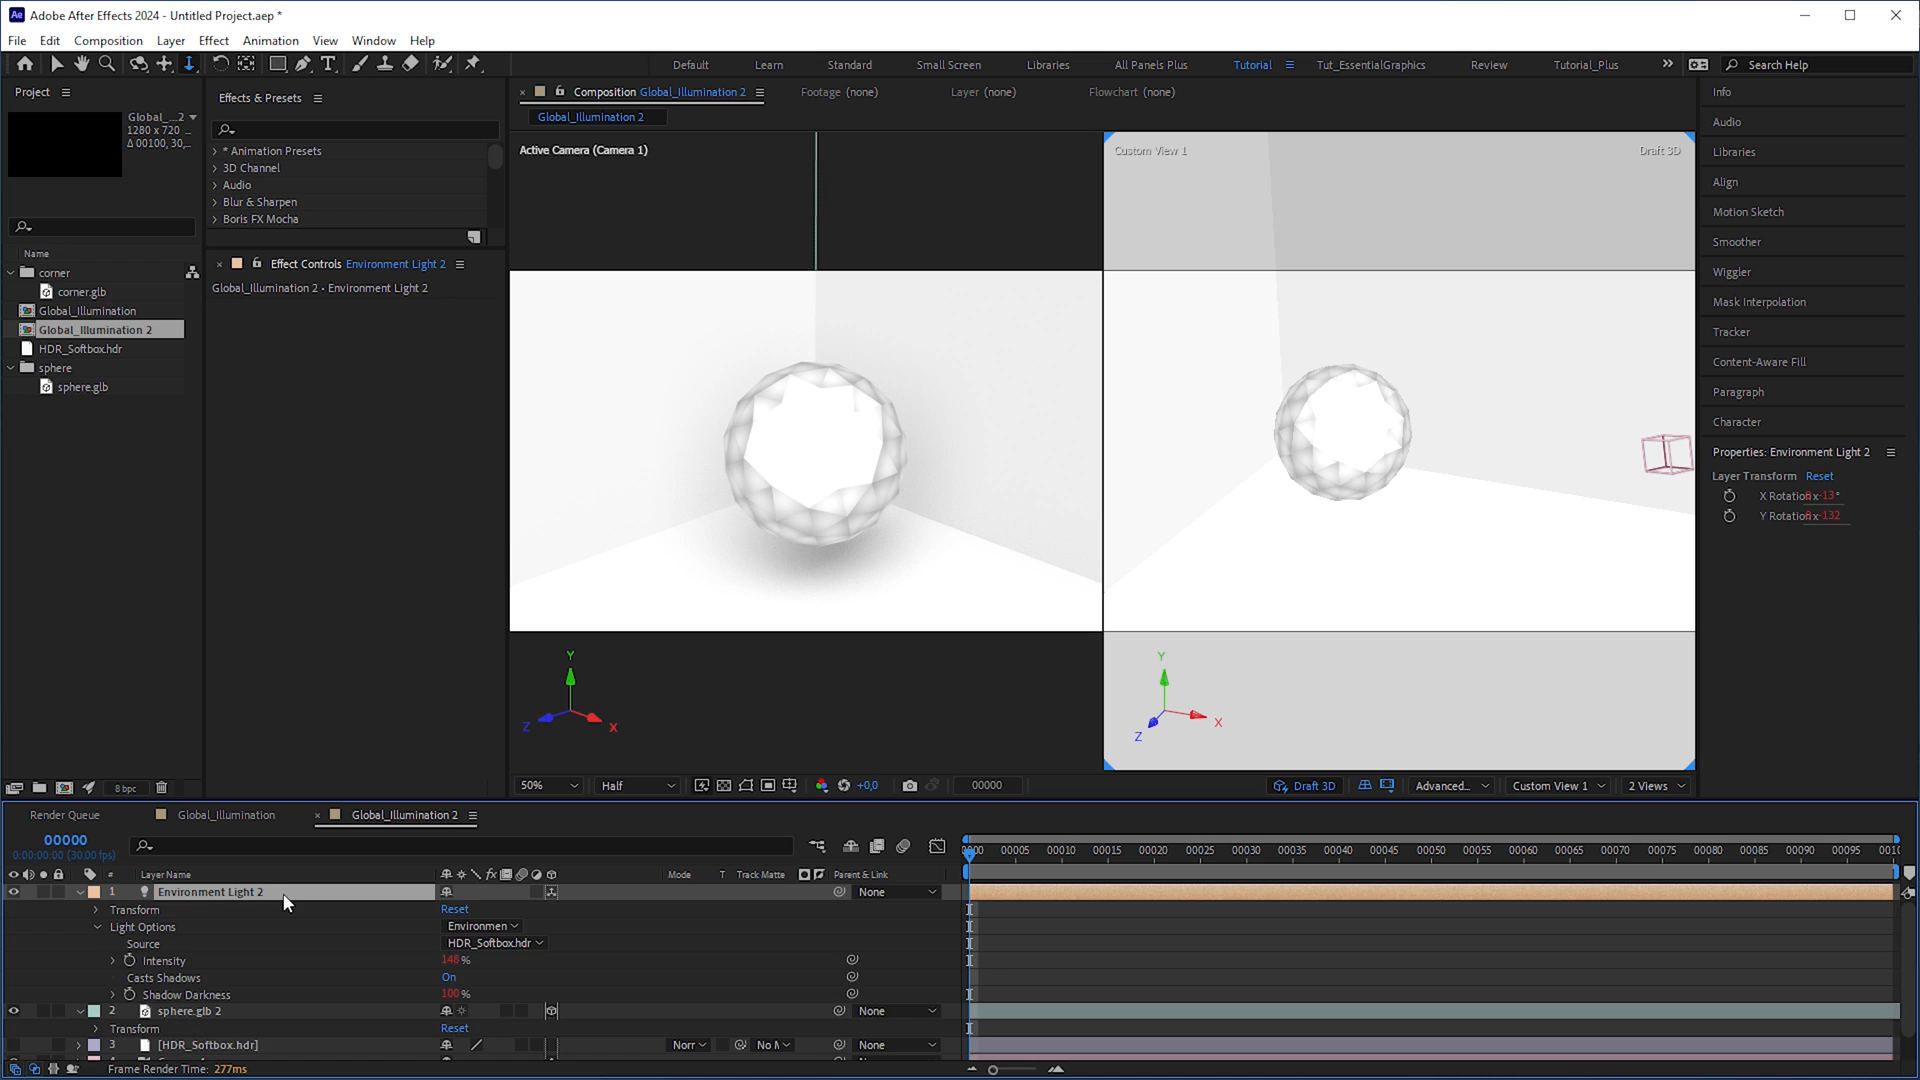 Ae Adobe After Effects 2024 - Untitled Project.aep *
File Edit Composition Layer Effect Animation View Window Help
Default Learn Standard Small Screen Libraries All Panels Plus Tutorial Tut_EssentialGraphics Review Tutorial_Plus Search Help
Project
Global_...2
1280 x 720 ...
Δ 00100, 30,...
Name
corner
corner.glb
Global_Illumination
Global_Illumination 2
HDR_Softbox.hdr
sphere
sphere.glb
8 bpc
Effects & Presets
* Animation Presets
3D Channel
Audio
Blur & Sharpen
Boris FX Mocha
Effect Controls Environment Light 2
Global_Illumination 2 • Environment Light 2
Composition Global_Illumination 2 Footage (none) Layer (none) Flowchart (none)
Global_Illumination 2
Active Camera (Camera 1)
Custom View 1 Draft 3D
Y
Z X
Y
X
Z
50% Half +0,0 00000 Draft 3D Advanced... Custom View 1 2 Views
Info
Audio
Libraries
Align
Motion Sketch
Smoother
Wiggler
Mask Interpolation
Tracker
Content-Aware Fill
Paragraph
Character
Properties: Environment Light 2
Layer Transform Reset
X Rotation x-13°
Y Rotation x-132
Render Queue Global_Illumination Global_Illumination 2
00000
0:00:00:00 (30.00 fps)
00005 00010 00015 00020 00025 00030 00035 00040 00045 00050 00055 00060 00065 00070 00075 00080 00085 00090 00095
# Layer Name fx Mode T Track Matte Parent & Link
1 Environment Light 2 None
Transform Reset
Light Options Environmen
Source HDR_Softbox.hdr
Intensity 148 %
Casts Shadows On
Shadow Darkness 100 %
2 sphere.glb 2 None
Transform Reset
3 [HDR_Softbox.hdr] Norr No M None
Frame Render Time: 277ms